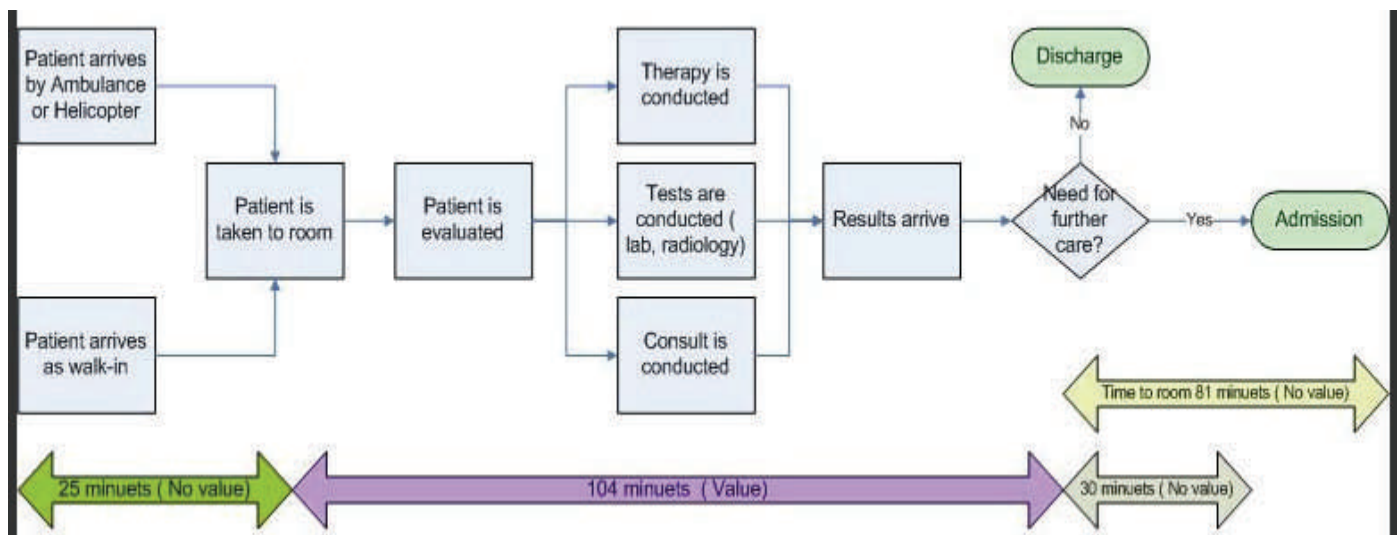 Patient arrives
by Ambulance
or Helicopter
Patient arrives
as walk-in
Patient is
taken to room
Patient is
evaluated
Therapy is
conducted
Tests are
conducted (
lab, radiology)
Consult is
conducted
Results arrive
Need for
further
care?
No
Discharge
Yes
Admission
Time to room 81 minuets ( No value)
25 minuets ( No value)
104 minuets  ( Value)
30 minuets ( No value)